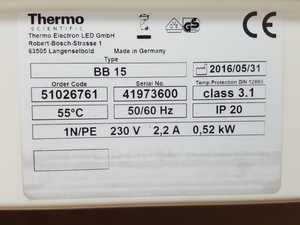 Thermo
SCIENTIFIC
Thermo Electron LED GmbH
Robert-Bosch-Strasse 1
63505 Langenselbold
Made in Germany
Type
BB 15
2016/05/31
Order Code
Serial No.
Temp.Protection DIN 12880
51026761
41973600
class 3.1
55°C
50/60 Hz
IP 20
1N/PE 230 V 2,2 A 0,52 kW